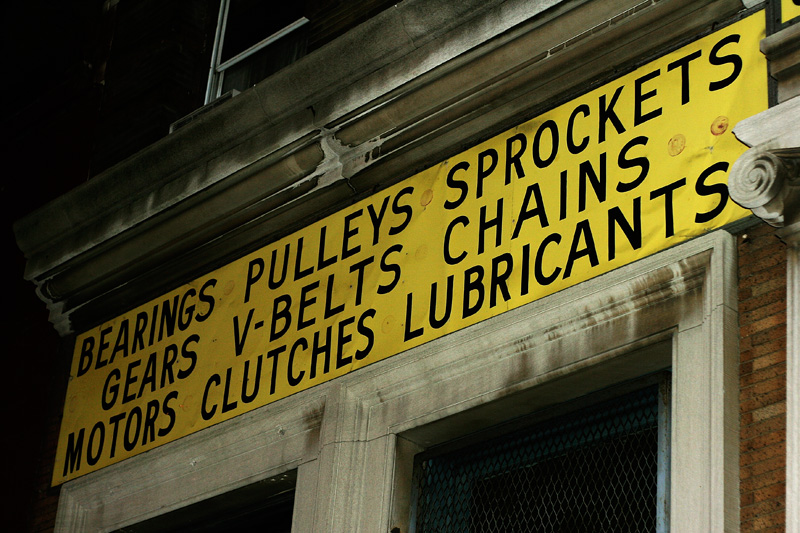 BEARINGS PULLEYS SPROCKETS
GEARS V-BELTS CHAINS
MOTORS CLUTCHES LUBRICANTS